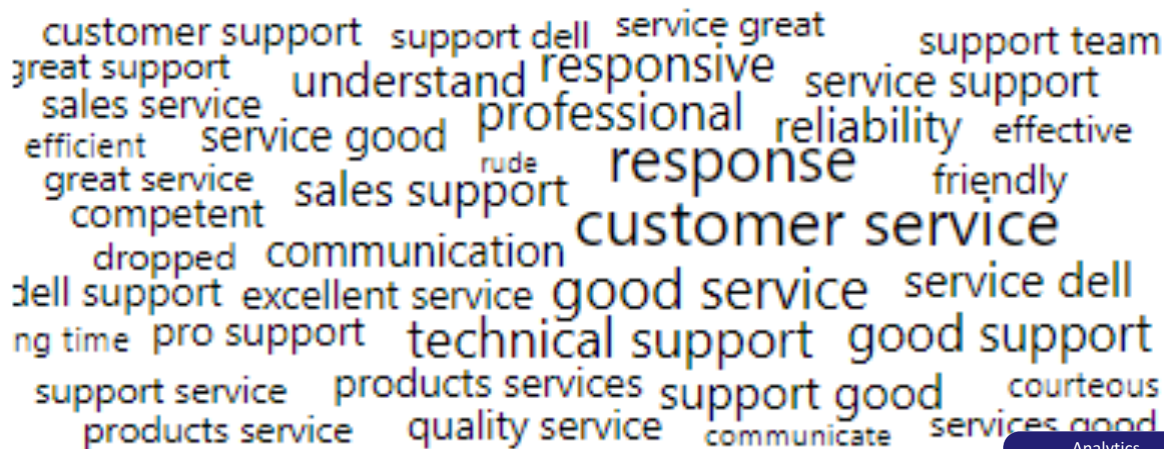 customer support support dell service great support team
great support understand responsive service support
sales service professional reliability effective
efficient service good rude response
great service sales support friendly
competent customer service
dropped communication
dell support excellent service good service service dell
ng time pro support technical support good support
support service products services support good courteous
products service quality service communicate services good
Analytics